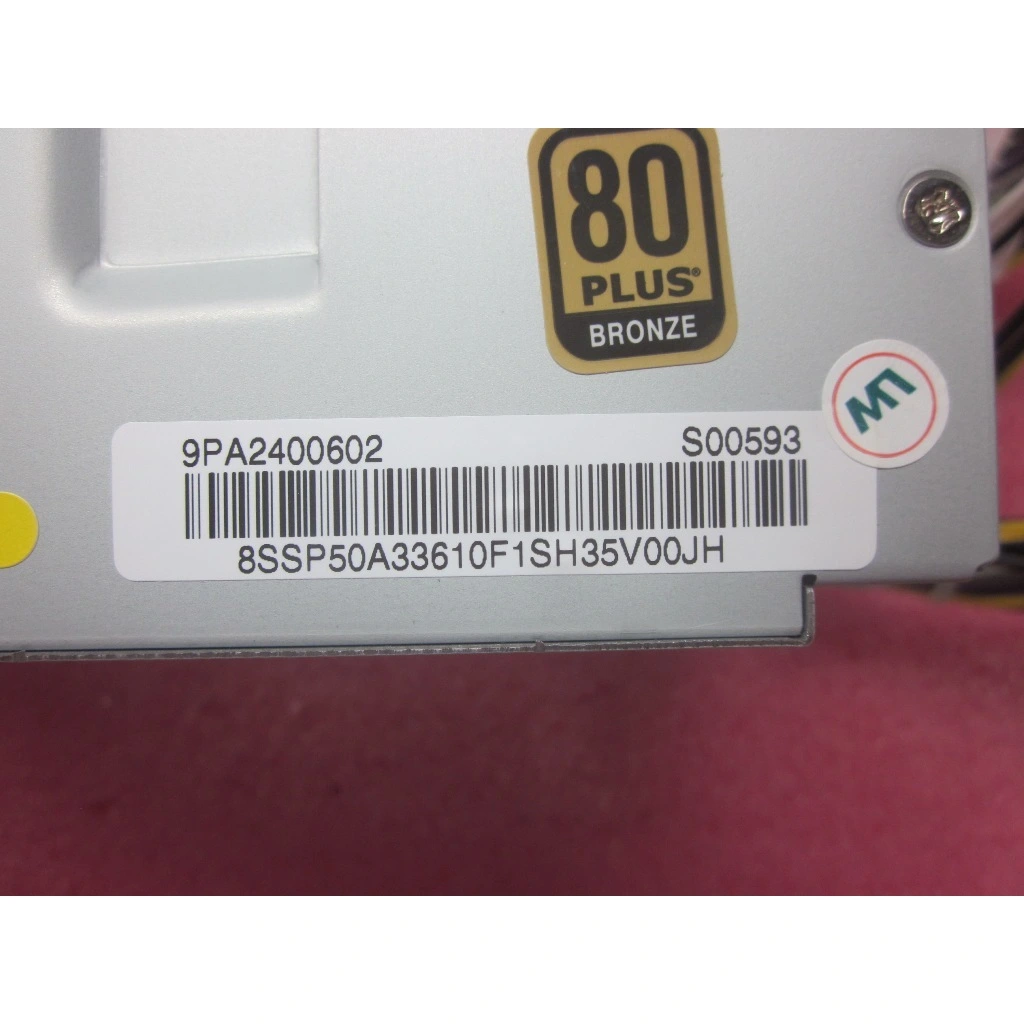 80
PLUS®
BRONZE
9PA2400602 S00593
8SSP50A33610F1SH35V00JH